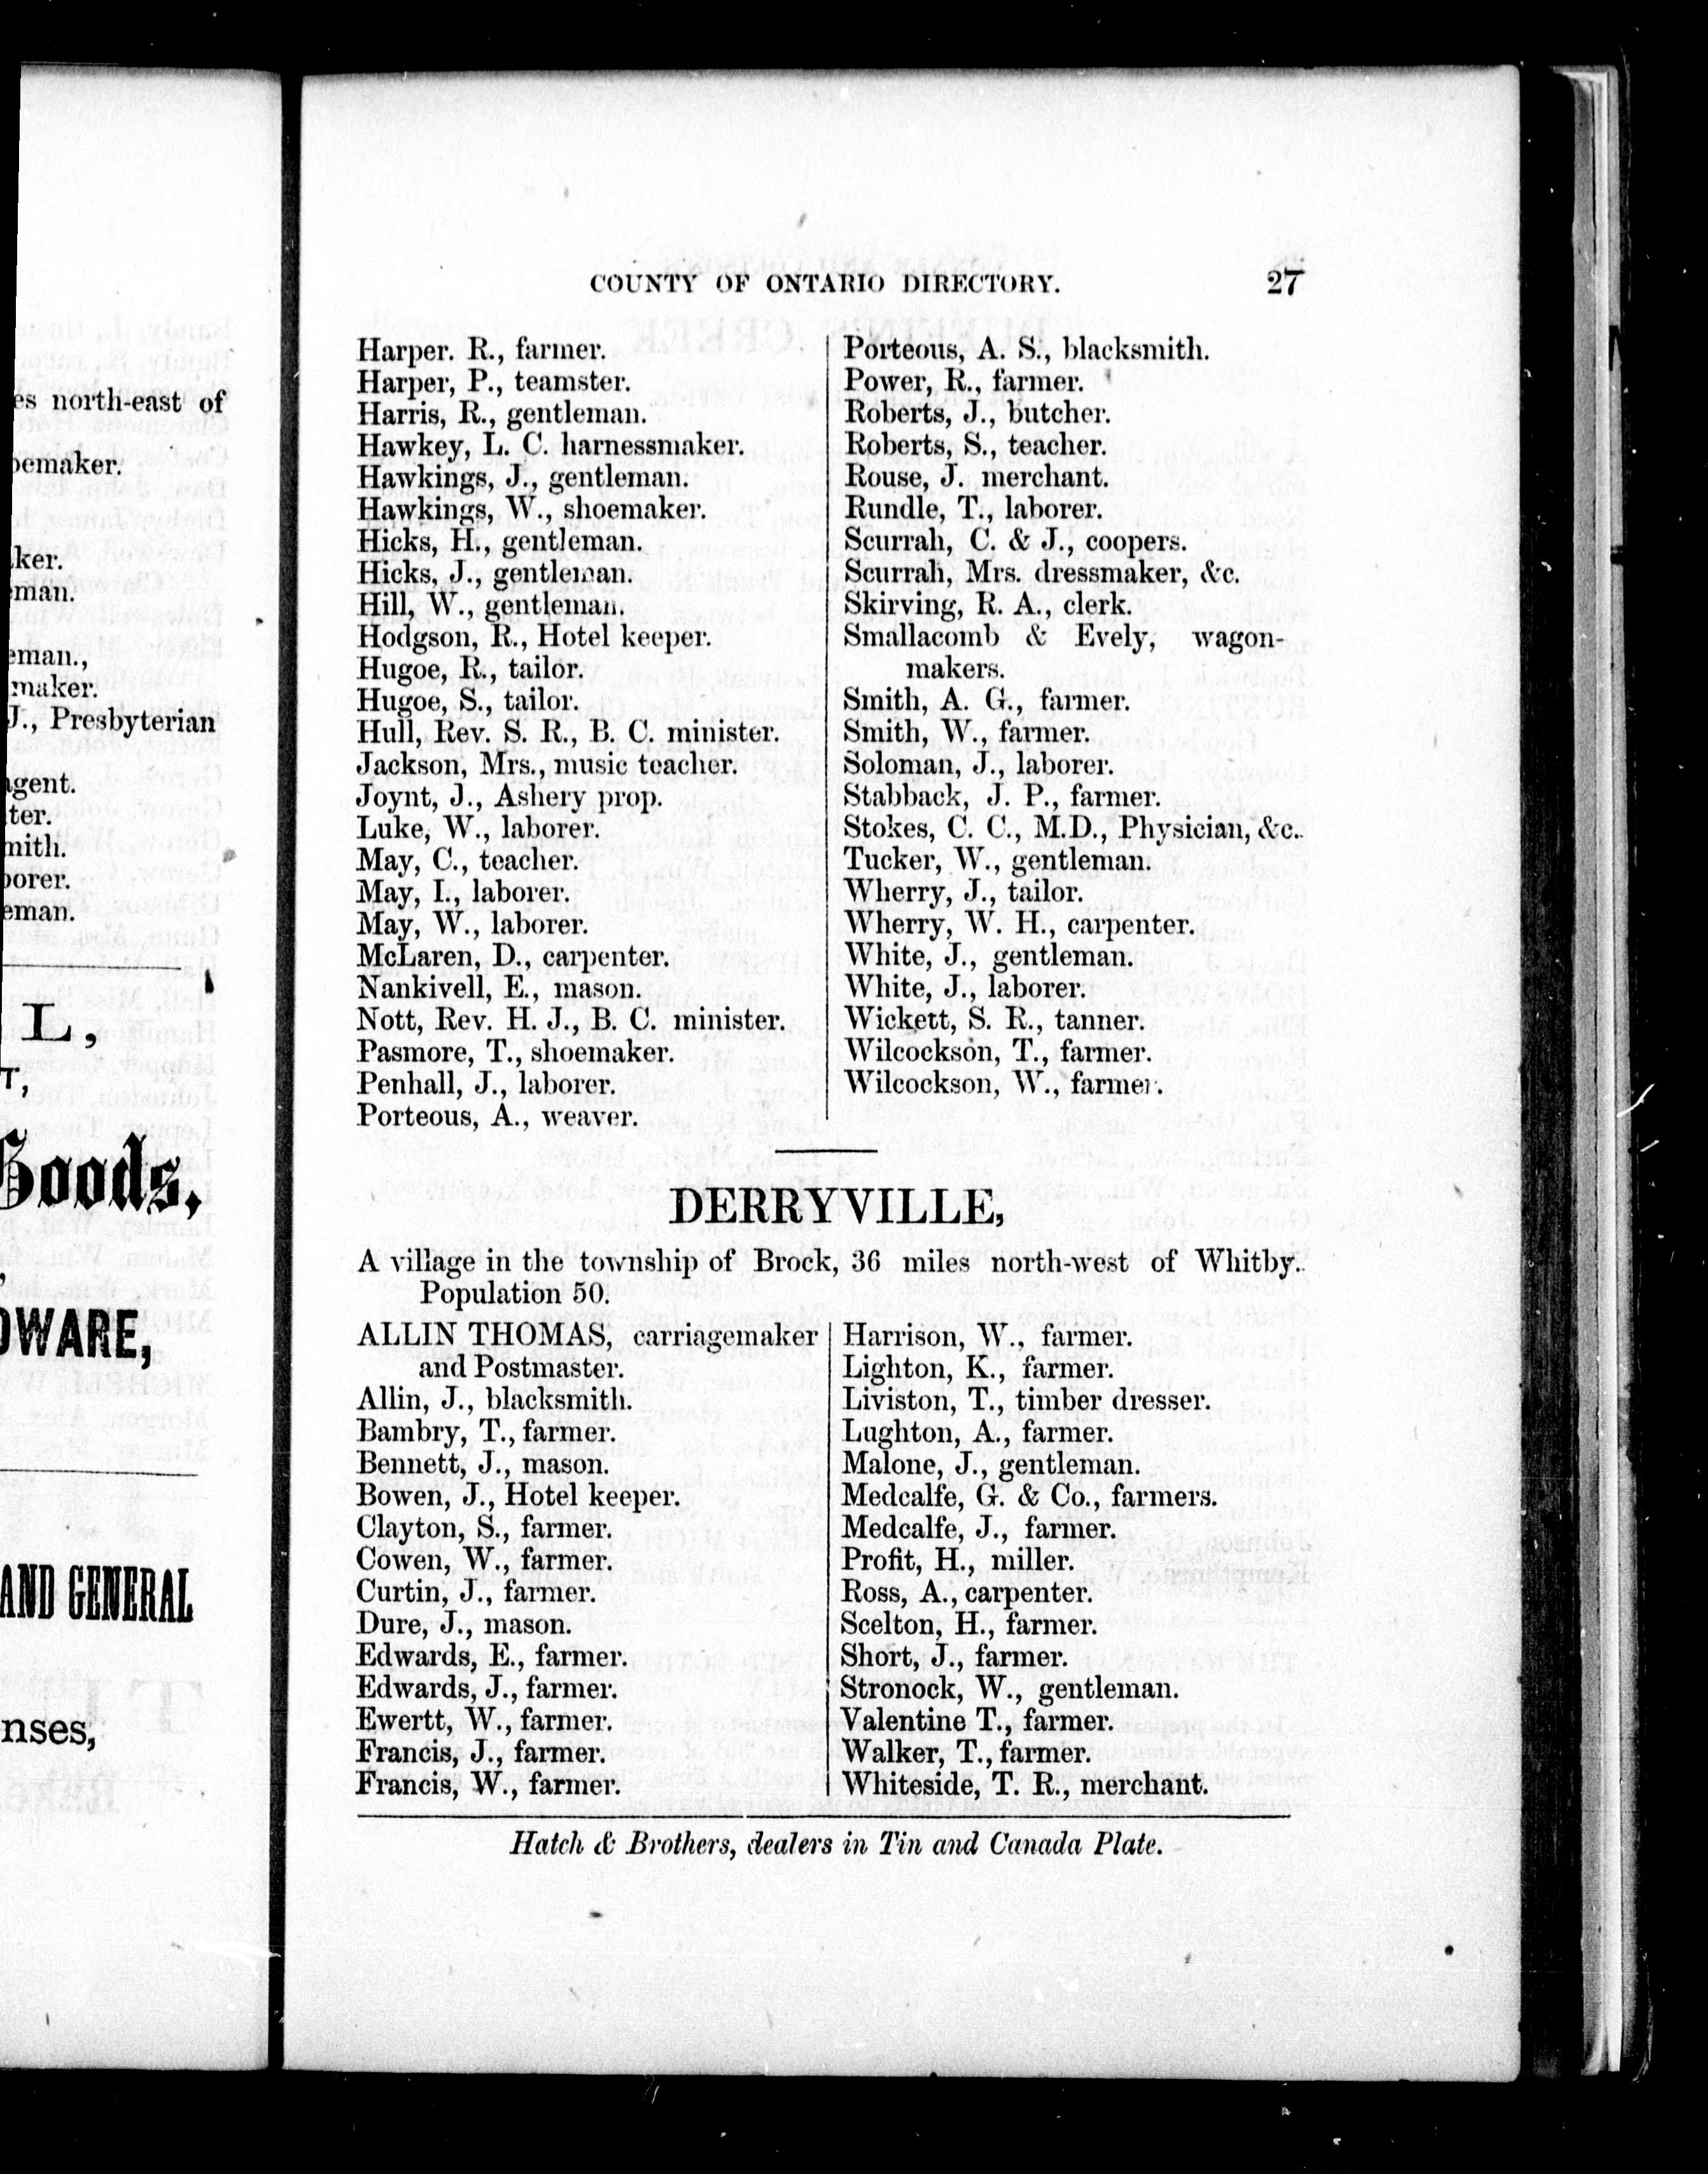 es north-east of
emaker.
ker.
man.
eman.,
maker.
J., Presbyterian
agent.
ter.
mith.
orer.
eman.
L,
T,
Goods,
DWARE,
AND GENERAL
nses,
COUNTY OF ONTARIO DIRECTORY. 27
Harper. R., farmer.
Harper, P., teamster.
Harris, R., gentleman.
Hawkey, L. C. harnessmaker.
Hawkings, J., gentleman.
Hawkings, W., shoemaker.
Hicks, H., gentleman.
Hicks, J., gentleman.
Hill, W., gentleman.
Hodgson, R., Hotel keeper.
Hugoe, R., tailor.
Hugoe, S., tailor.
Hull, Rev. S. R., B. C. minister.
Jackson, Mrs., music teacher.
Joynt, J., Ashery prop.
Luke, W., laborer.
May, C., teacher.
May, I., laborer.
May, W., laborer.
McLaren, D., carpenter.
Nankivell, E., mason.
Nott, Rev. H. J., B. C. minister.
Pasmore, T., shoemaker.
Penhall, J., laborer.
Porteous, A., weaver.
Porteous, A. S., blacksmith.
Power, R., farmer.
Roberts, J., butcher.
Roberts, S., teacher.
Rouse, J. merchant.
Rundle, T., laborer.
Scurrah, C. & J., coopers.
Scurrah, Mrs. dressmaker, &c.
Skirving, R. A., clerk.
Smallacomb & Evely, wagon-
makers.
Smith, A. G., farmer.
Smith, W., farmer.
Soloman, J., laborer.
Stabback, J. P., farmer.
Stokes, C. C., M.D., Physician, &c.
Tucker, W., gentleman.
Wherry, J., tailor.
Wherry, W. H., carpenter.
White, J., gentleman.
White, J., laborer.
Wickett, S. R., tanner.
Wilcockson, T., farmer.
Wilcockson, W., farmer.
DERRYVILLE,
A village in the township of Brock, 36 miles north-west of Whitby.
Population 50.
ALLIN THOMAS, carriagemaker
and Postmaster.
Allin, J., blacksmith.
Bambry, T., farmer.
Bennett, J., mason.
Bowen, J., Hotel keeper.
Clayton, S., farmer.
Cowen, W., farmer.
Curtin, J., farmer.
Dure, J., mason.
Edwards, E., farmer.
Edwards, J., farmer.
Ewertt, W., farmer.
Francis, J., farmer.
Francis, W., farmer.
Harrison, W., farmer.
Lighton, K., farmer.
Liviston, T., timber dresser.
Lughton, A., farmer.
Malone, J., gentleman.
Medcalfe, G. & Co., farmers.
Medcalfe, J., farmer.
Profit, H., miller.
Ross, A., carpenter.
Scelton, H., farmer.
Short, J., farmer.
Stronock, W., gentleman.
Valentine T., farmer.
Walker, T., farmer.
Whiteside, T. R., merchant.
Hatch & Brothers, dealers in Tin and Canada Plate.